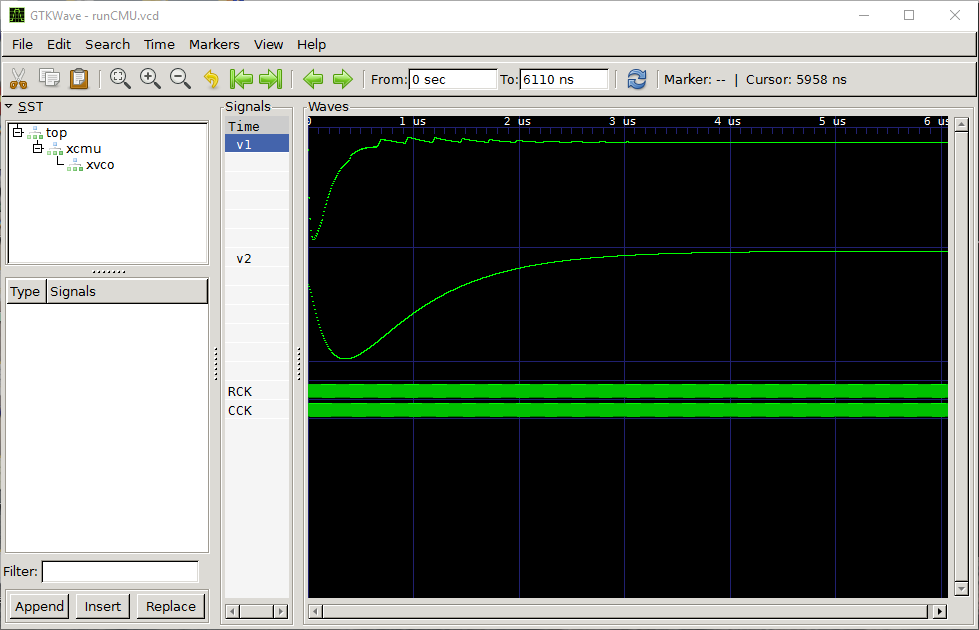 GTKWave - runCMU.vcd
File Edit Search Time Markers View Help
From: 0 sec To: 6110 ns | Marker: -- | Cursor: 5958 ns
SST
top
xcmu
xvco
Type Signals
Filter:
Append Insert Replace
Signals
Time
v1
v2
RCK
CCK
Waves
0 1 us 2 us 3 us 4 us 5 us 6 us